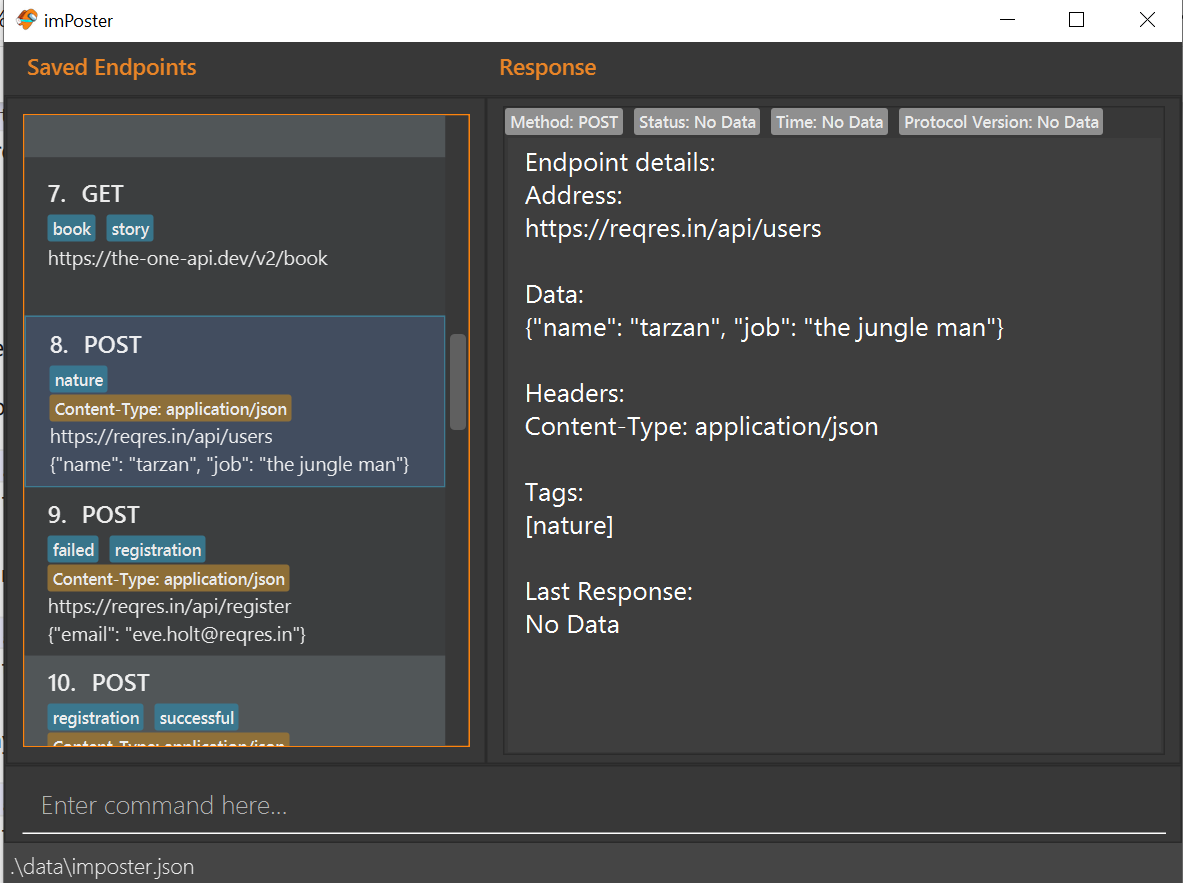 imPoster
Saved Endpoints
7. GET
book story
https://the-one-api.dev/v2/book
8. POST
nature
Content-Type: application/json
https://reqres.in/api/users
{"name": "tarzan", "job": "the jungle man"}
9. POST
failed registration
Content-Type: application/json
https://reqres.in/api/register
{"email": "eve.holt@reqres.in"}
10. POST
registration successful
Content-Type: application/json
Response
Method: POST Status: No Data Time: No Data Protocol Version: No Data
Endpoint details:
Address:
https://reqres.in/api/users
Data:
{"name": "tarzan", "job": "the jungle man"}
Headers:
Content-Type: application/json
Tags:
[nature]
Last Response:
No Data
Enter command here...
.\data\imposter.json